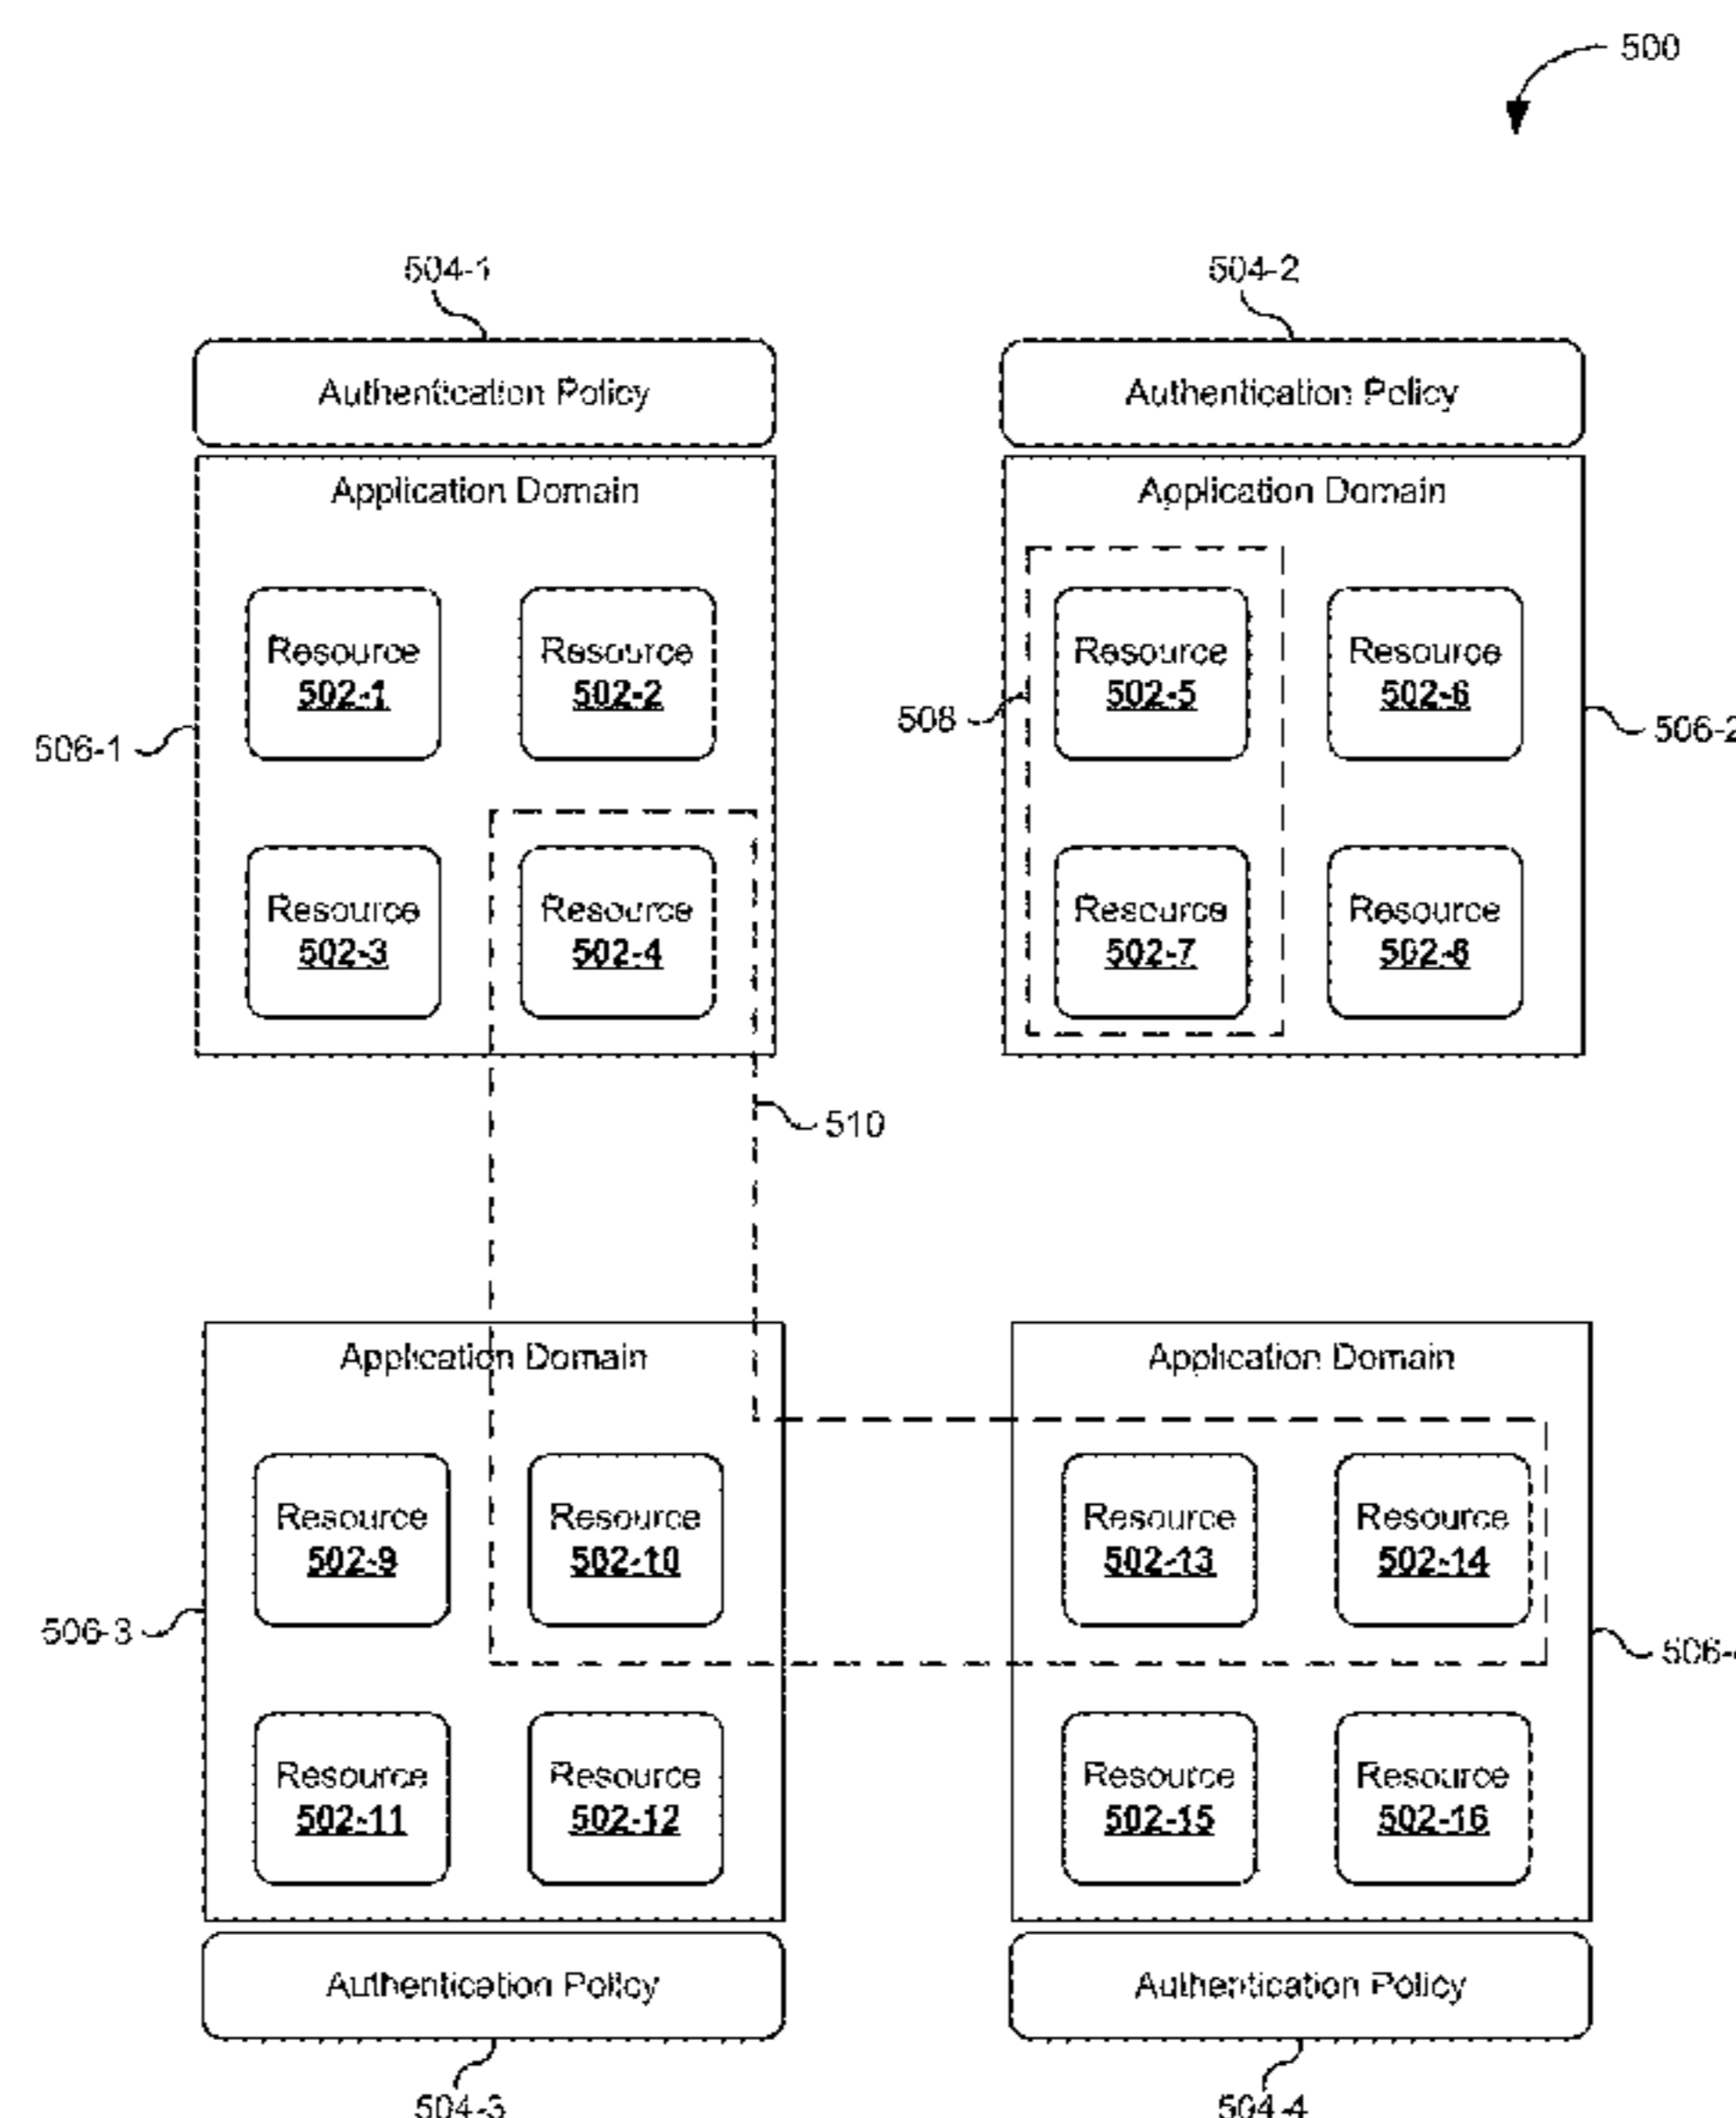 500
504-1
504-2
Authentication Policy
Authentication Policy
Application Domain
Application Domain
Resource
502-1
Resource
502-2
Resource
502-5
Resource
502-6
506-1
508
506-2
Resource
502-3
Resource
502-4
Resource
502-7
Resource
502-8
510
Application Domain
Application Domain
Resource
502-9
Resource
502-10
Resource
502-13
Resource
502-14
506-3
506-
Resource
502-11
Resource
502-12
Resource
502-15
Resource
502-16
Authentication Policy
Authentication Policy
504-3
504-4